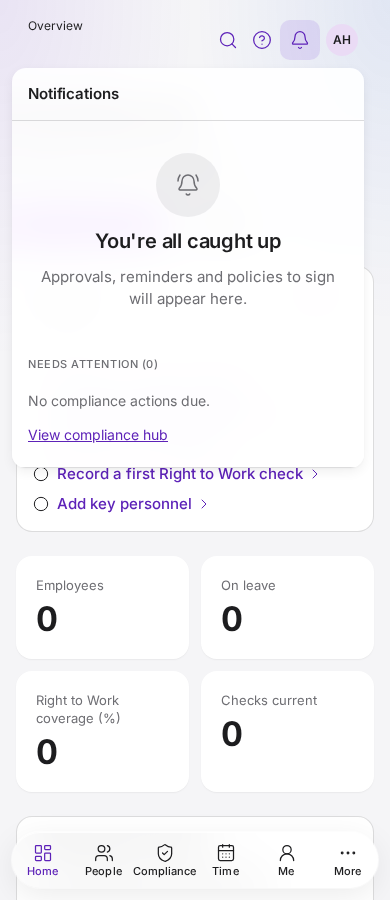 Overview
AH
Notifications
You're all caught up
Approvals, reminders and policies to sign
will appear here.
NEEDS ATTENTION (0)
No compliance actions due.
View compliance hub
Record a first Right to Work check
Add key personnel
Employees
0
On leave
0
Right to Work
coverage (%)
0
Checks current
0
Home
People
Compliance
Time
Me
More